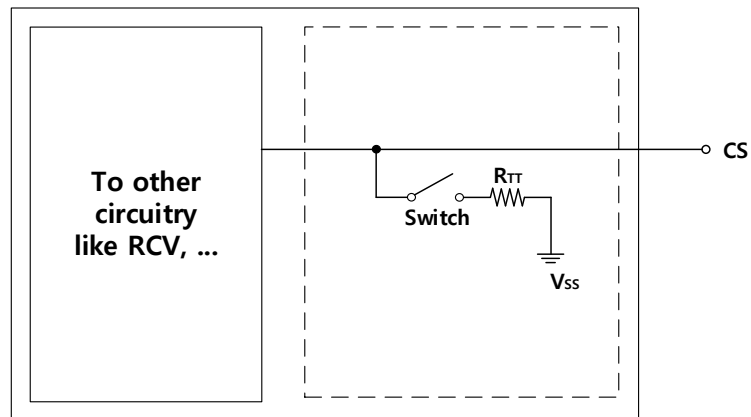 To other
circuitry
like RCV, ...
CS
RTT
Switch
VSS